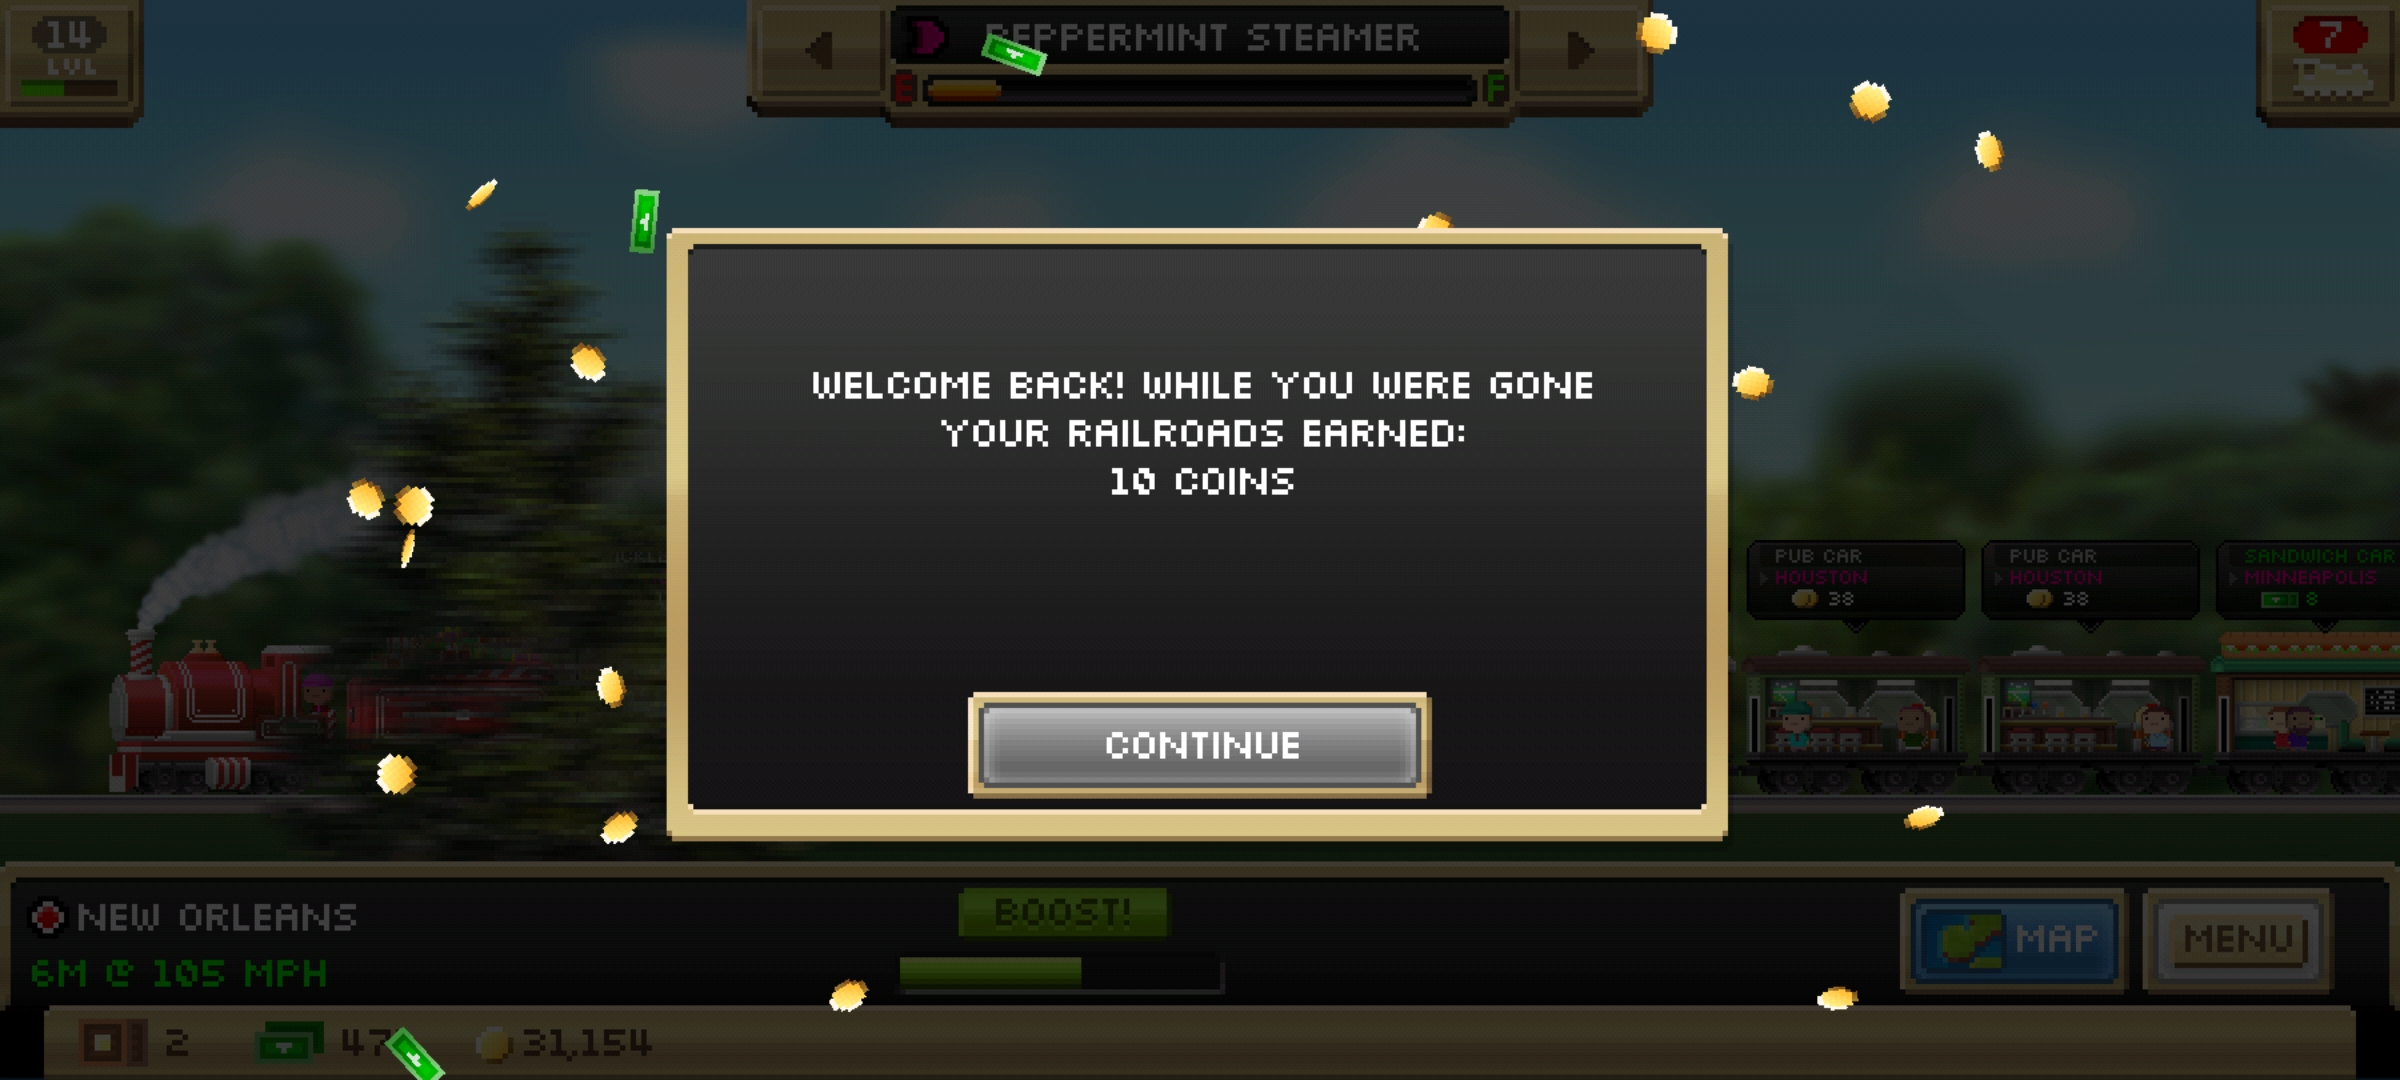 14
LVL
PEPPERMINT STEAMER
E
F
7
WELCOME BACK! WHILE YOU WERE GONE
YOUR RAILROADS EARNED:
10 COINS
CONTINUE
PUB CAR
HOUSTON
38
PUB CAR
HOUSTON
38
SANDWICH CAR
MINNEAPOLIS
8
NEW ORLEANS
6M @ 105 MPH
BOOST!
MAP
MENU
2
47
31,154